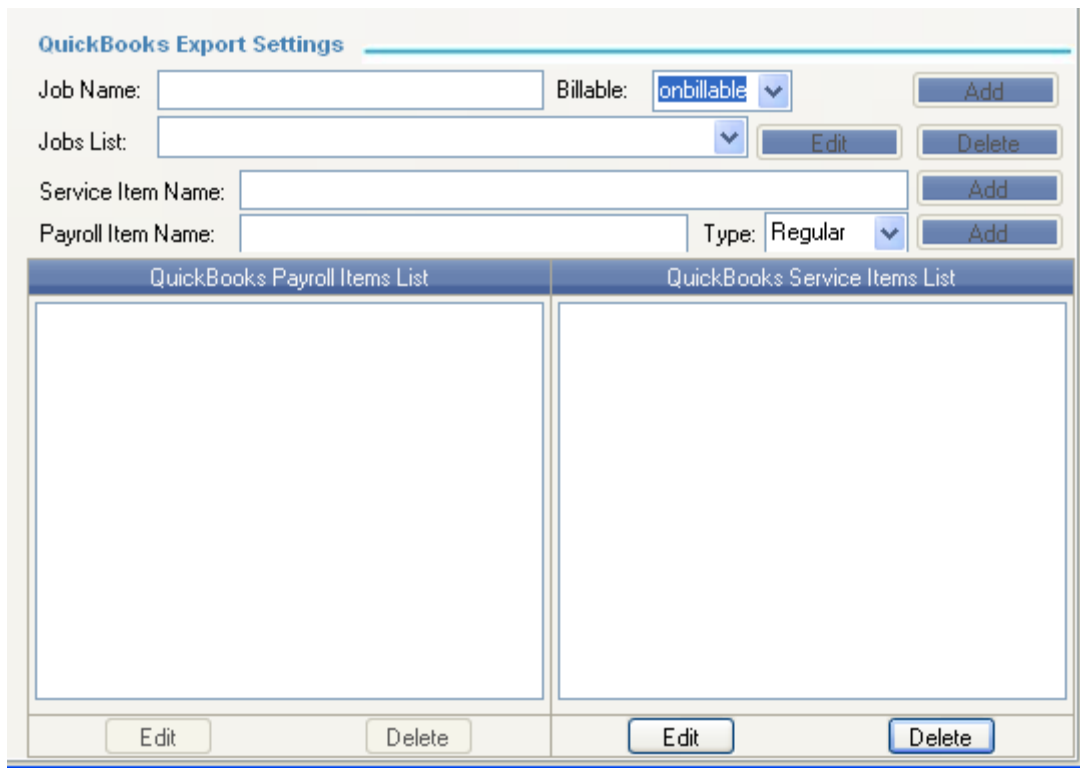 QuickBooks Export Settings
Job Name: Billable: onbillable Add
Jobs List: Edit Delete
Service Item Name: Add
Payroll Item Name: Type: Regular Add
QuickBooks Payroll Items List QuickBooks Service Items List
Edit Delete Edit Delete